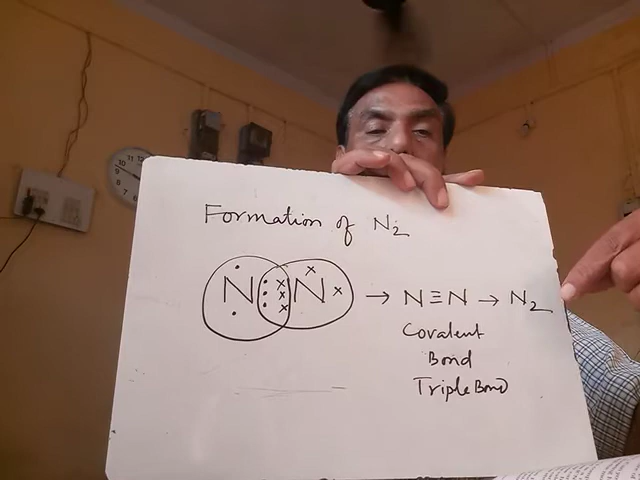 Formation of N₂
N N → N≡N → N₂
Covalent
Bond
Triple Bond